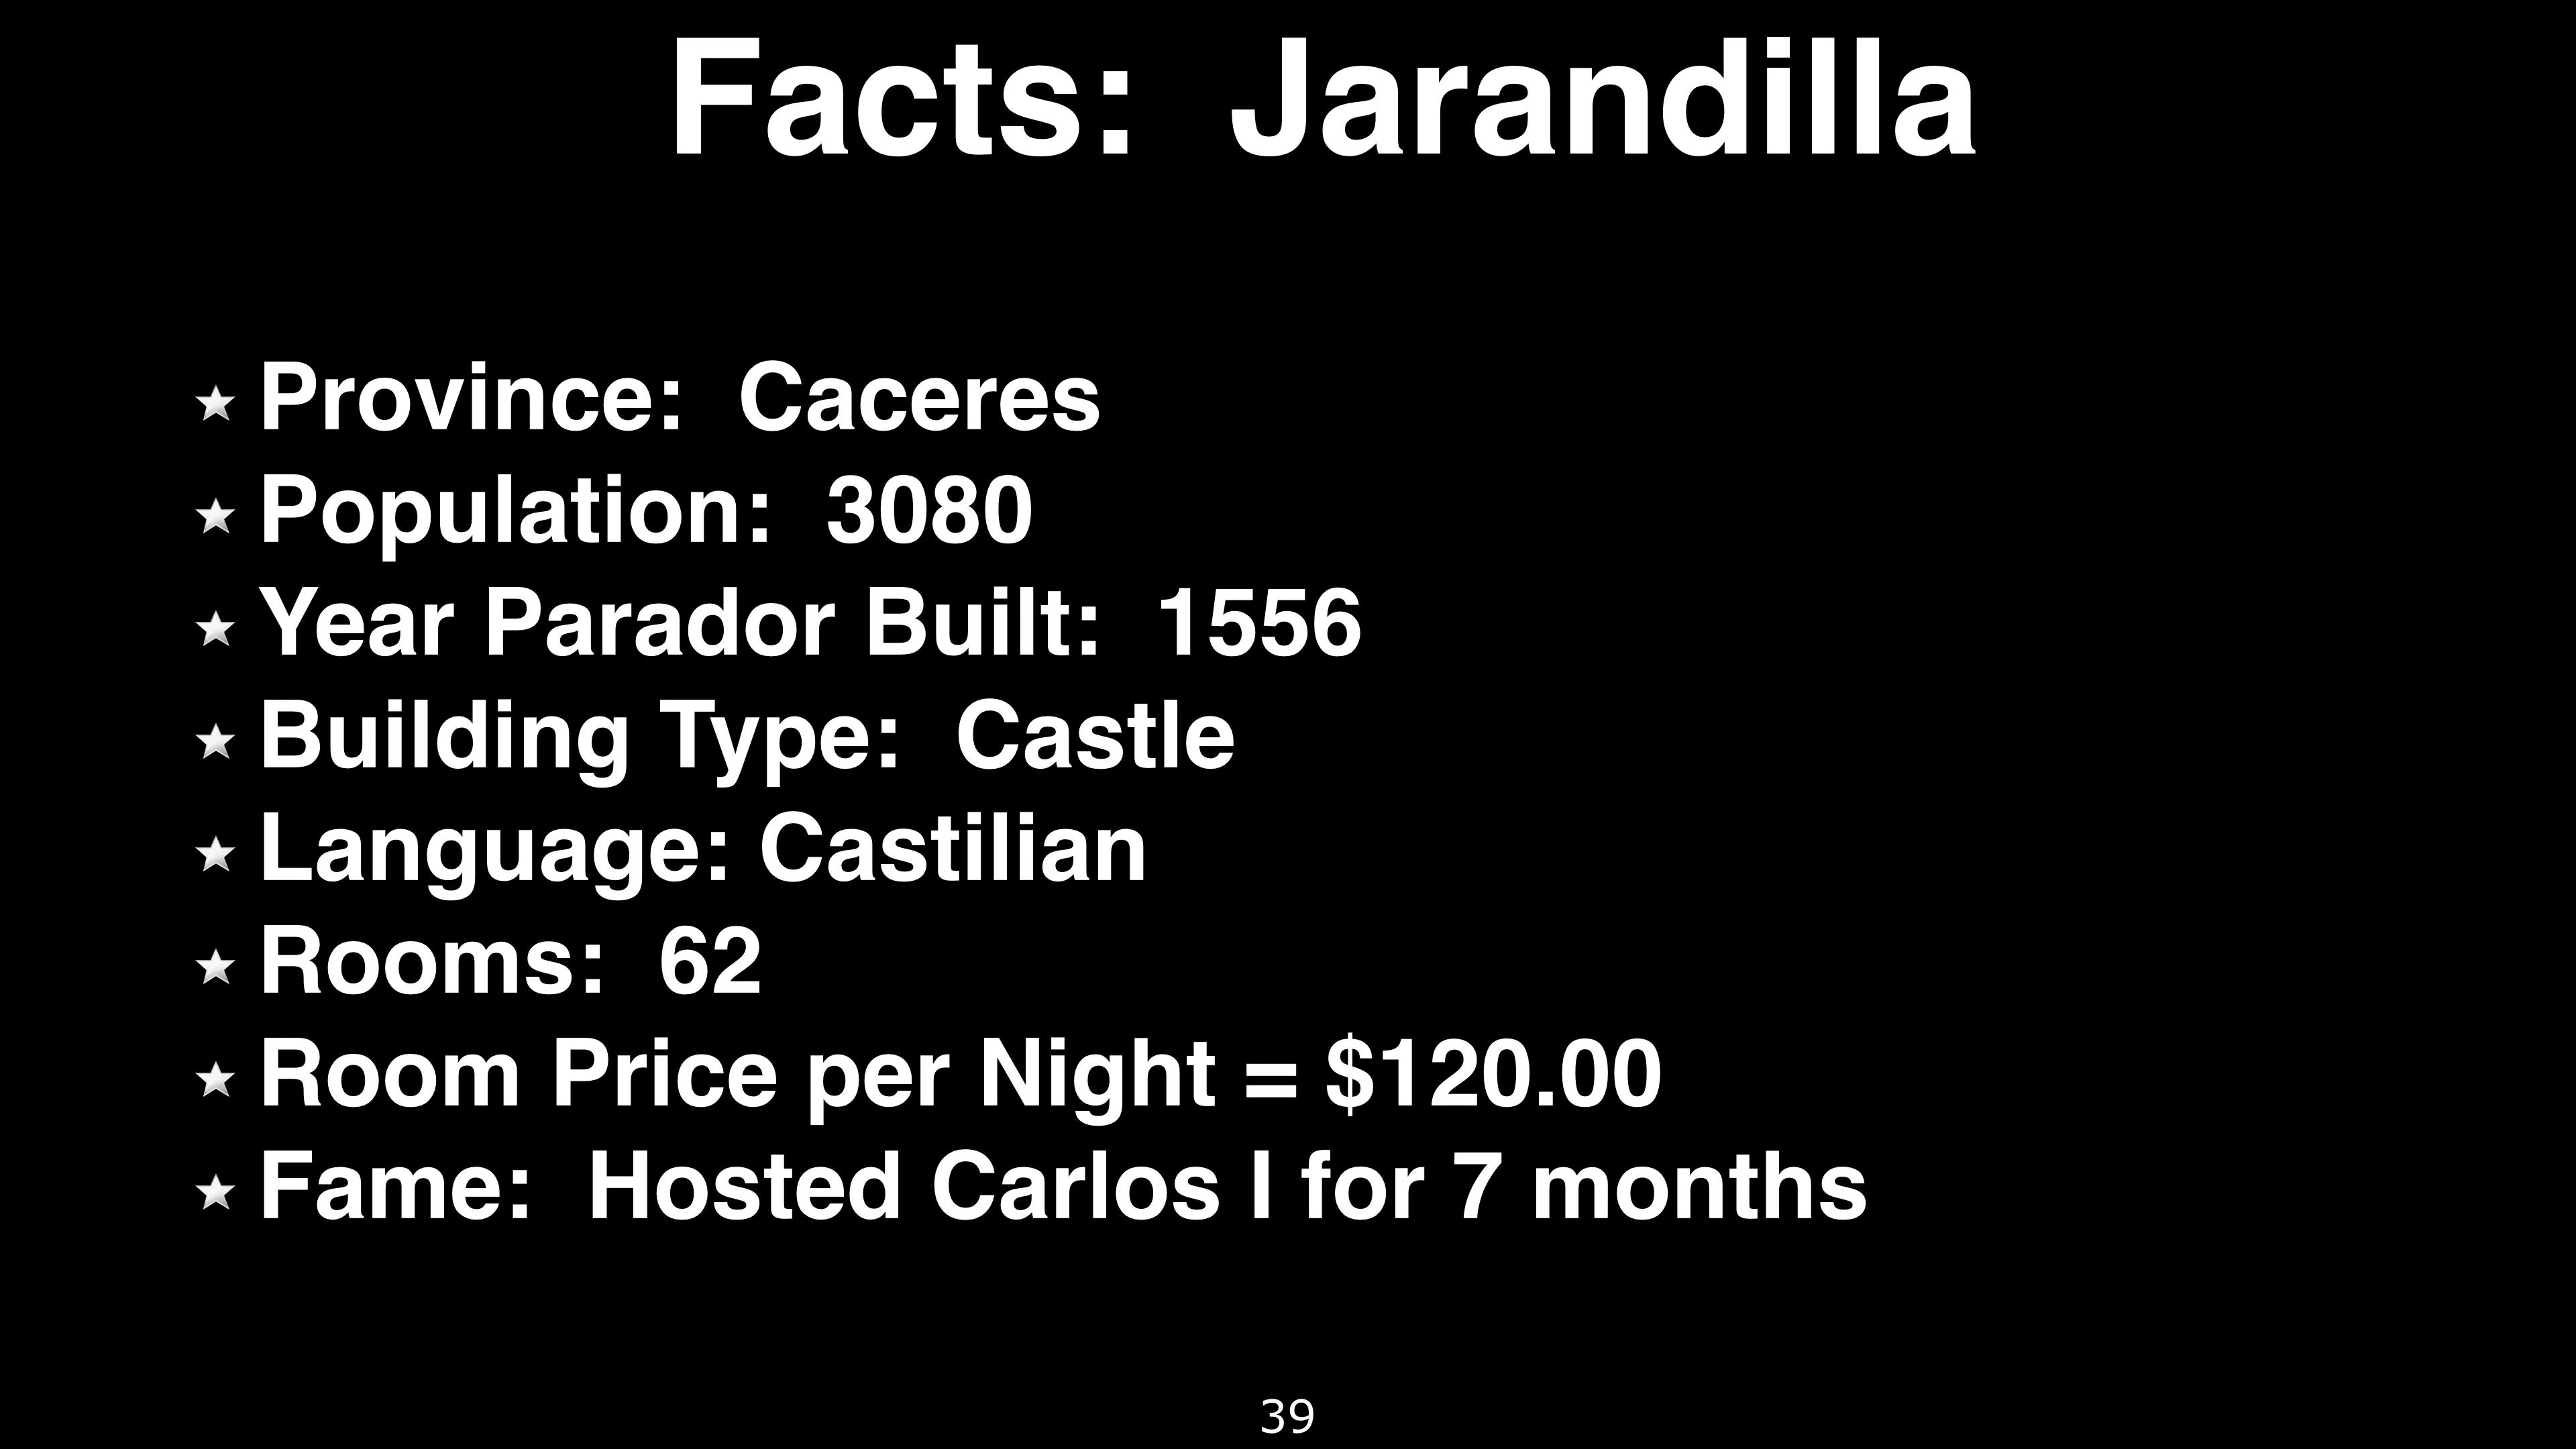 Facts:  Jarandilla
Province:  Caceres
Population:  3080
Year Parador Built:  1556
Building Type:  Castle
Language: Castilian
Rooms:  62
Room Price per Night = $120.00
Fame:  Hosted Carlos I for 7 months
39